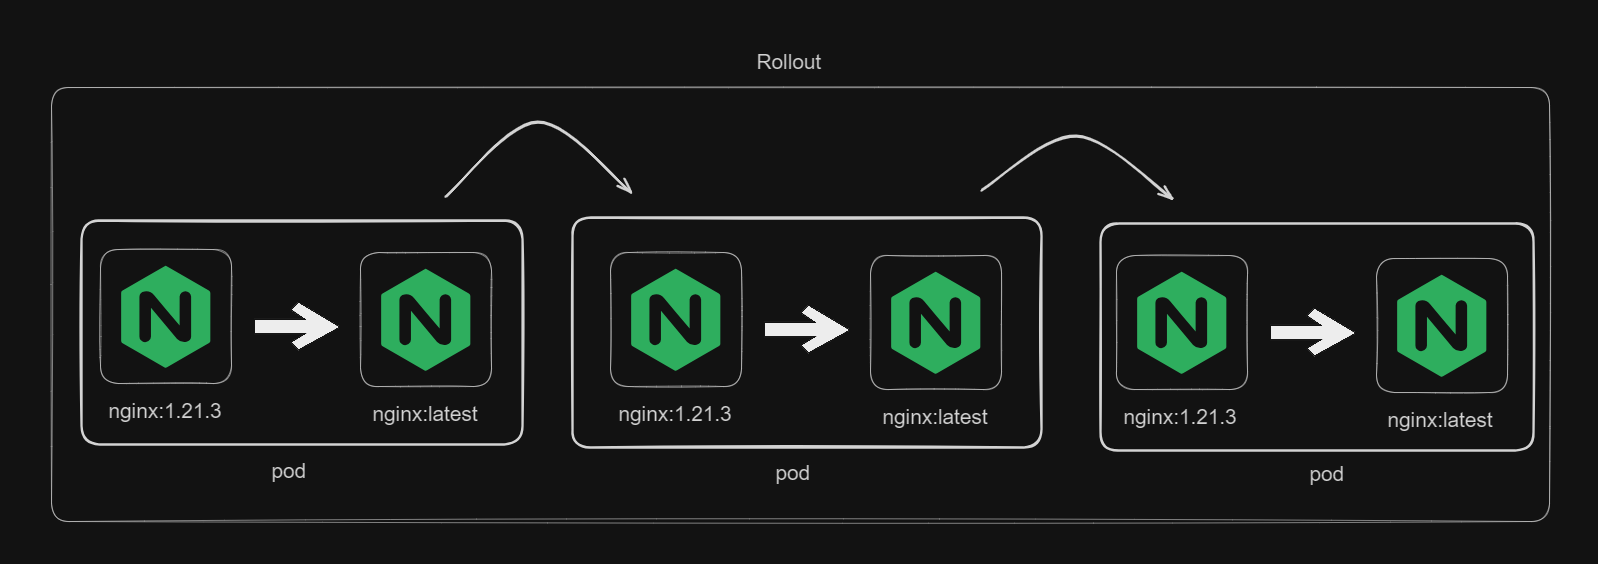 Rollout
nginx:1.21.3
nginx:latest
pod
nginx:1.21.3
nginx:latest
pod
nginx:1.21.3
nginx:latest
pod